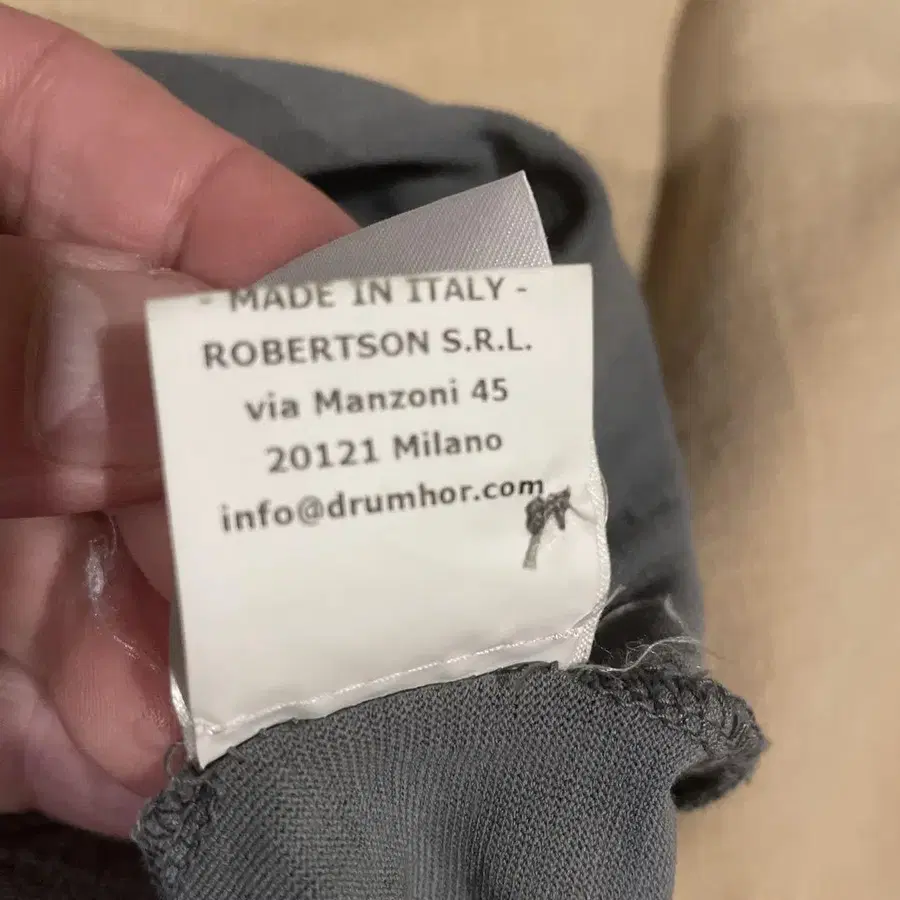 - MADE IN ITALY -
ROBERTSON S.R.L.
via Manzoni 45
20121 Milano
info@drumhor.com